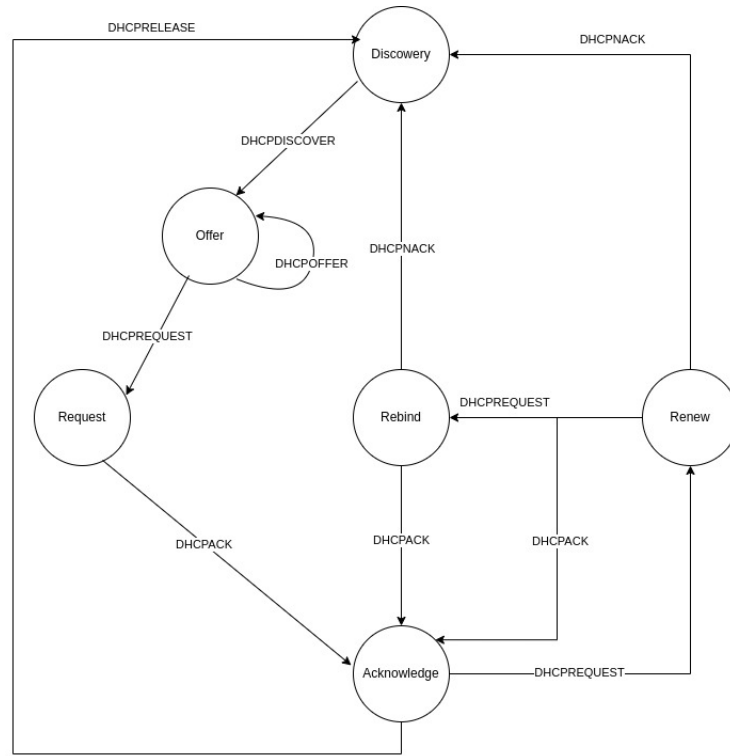 DHCPRELEASE
Discovery
DHCPNACK
DHCPDISCOVER
Offer
DHCPOFFER
DHCPNACK
DHCPREQUEST
DHCPREQUEST
Request
Rebind
Renew
DHCPACK
DHCPACK
DHCPACK
Acknowledge
DHCPREQUEST